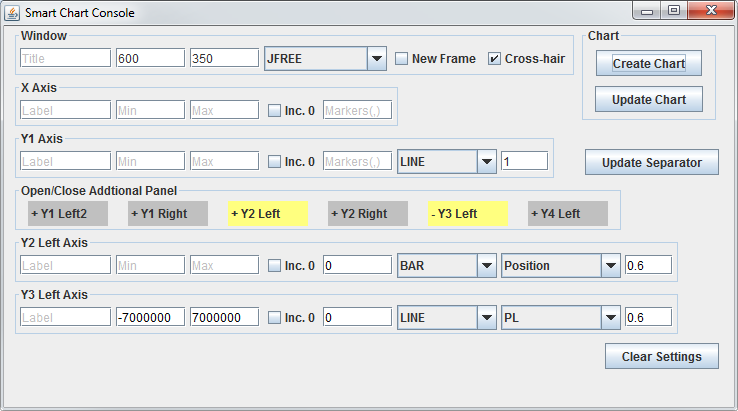 Smart Chart Console
Window
Title 600 350 JFREE New Frame Cross-hair
Chart
Create Chart
Update Chart
X Axis
Label Min Max Inc. 0 Markers(,)
Y1 Axis
Label Min Max Inc. 0 Markers(,) LINE 1
Update Separator
Open/Close Addtional Panel
+ Y1 Left2 + Y1 Right + Y2 Left + Y2 Right - Y3 Left + Y4 Left
Y2 Left Axis
Label Min Max Inc. 0 0 BAR Position 0.6
Y3 Left Axis
Label -7000000 7000000 Inc. 0 0 LINE PL 0.6
Clear Settings